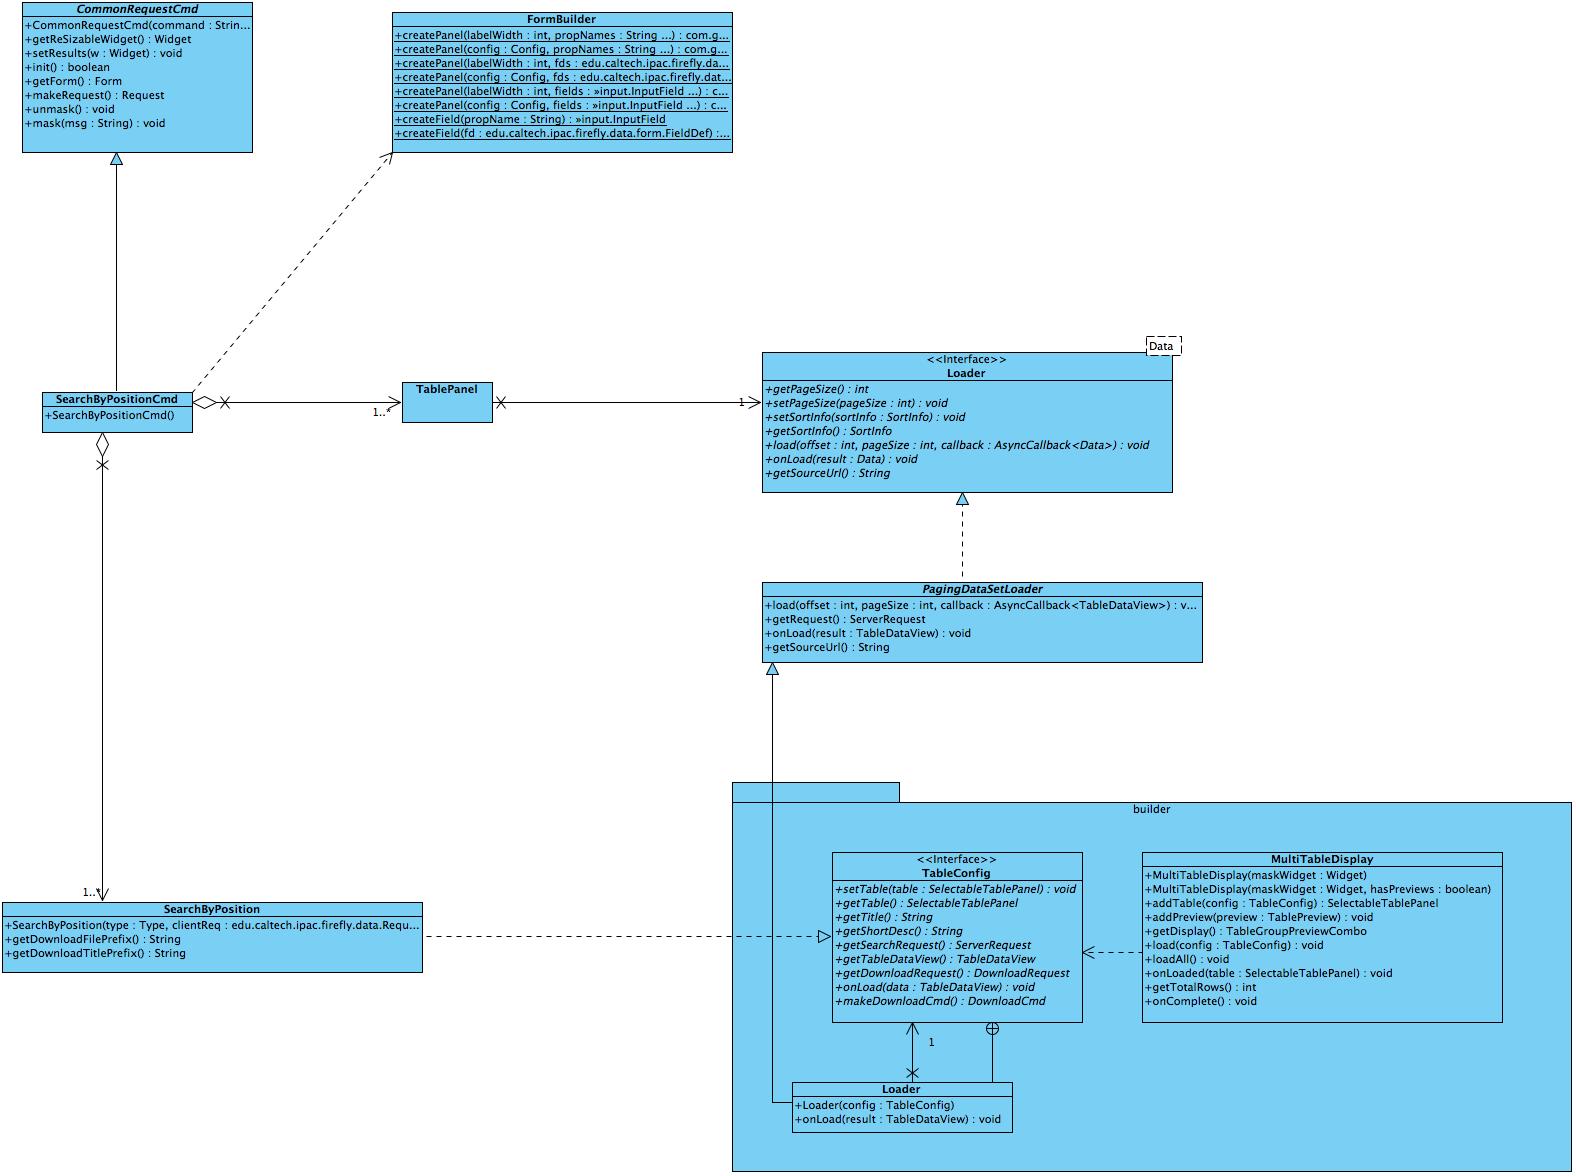 CommonRequestCmd
+CommonRequestCmd(command : Strin...
+getReSizableWidget() : Widget
+setResults(w : Widget) : void
+init() : boolean
+getForm() : Form
+makeRequest() : Request
+unmask() : void
+mask(msg : String) : void
FormBuilder
+createPanel(labelWidth : int, propNames : String ...) : com.g...
+createPanel(config : Config, propNames : String ...) : com.g...
+createPanel(labelWidth : int, fds : edu.caltech.ipac.firefly.da...
+createPanel(config : Config, fds : edu.caltech.ipac.firefly.dat...
+createPanel(labelWidth : int, fields : »input.InputField ...) : c...
+createPanel(config : Config, fields : »input.InputField ...) : c...
+createField(propName : String) : »input.InputField
+createField(fd : edu.caltech.ipac.firefly.data.form.FieldDef) :...
Data
<<Interface>>
Loader
+getPageSize() : int
+setPageSize(pageSize : int) : void
+setSortInfo(sortInfo : SortInfo) : void
+getSortInfo() : SortInfo
+load(offset : int, pageSize : int, callback : AsyncCallback<Data>) : void
+onLoad(result : Data) : void
+getSourceUrl() : String
SearchByPositionCmd
+SearchByPositionCmd()
1..*
TablePanel
1
PagingDataSetLoader
+load(offset : int, pageSize : int, callback : AsyncCallback<TableDataView>) : v...
+getRequest() : ServerRequest
+onLoad(result : TableDataView) : void
+getSourceUrl() : String
builder
1..*
SearchByPosition
+SearchByPosition(type : Type, clientReq : edu.caltech.ipac.firefly.data.Requ...
+getDownloadFilePrefix() : String
+getDownloadTitlePrefix() : String
<<Interface>>
TableConfig
+setTable(table : SelectableTablePanel) : void
+getTable() : SelectableTablePanel
+getTitle() : String
+getShortDesc() : String
+getSearchRequest() : ServerRequest
+getTableDataView() : TableDataView
+getDownloadRequest() : DownloadRequest
+onLoad(data : TableDataView) : void
+makeDownloadCmd() : DownloadCmd
MultiTableDisplay
+MultiTableDisplay(maskWidget : Widget)
+MultiTableDisplay(maskWidget : Widget, hasPreviews : boolean)
+addTable(config : TableConfig) : SelectableTablePanel
+addPreview(preview : TablePreview) : void
+getDisplay() : TableGroupPreviewCombo
+load(config : TableConfig) : void
+loadAll() : void
+onLoaded(table : SelectableTablePanel) : void
+getTotalRows() : int
+onComplete() : void
1
Loader
+Loader(config : TableConfig)
+onLoad(result : TableDataView) : void